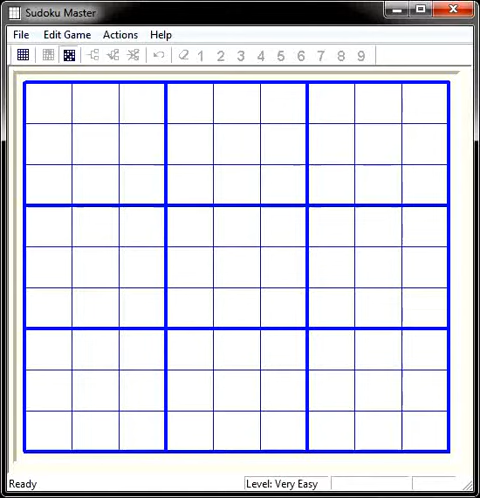 Sudoku Master
File Edit Game Actions Help
1 2 3 4 5 6 7 8 9
Ready Level: Very Easy